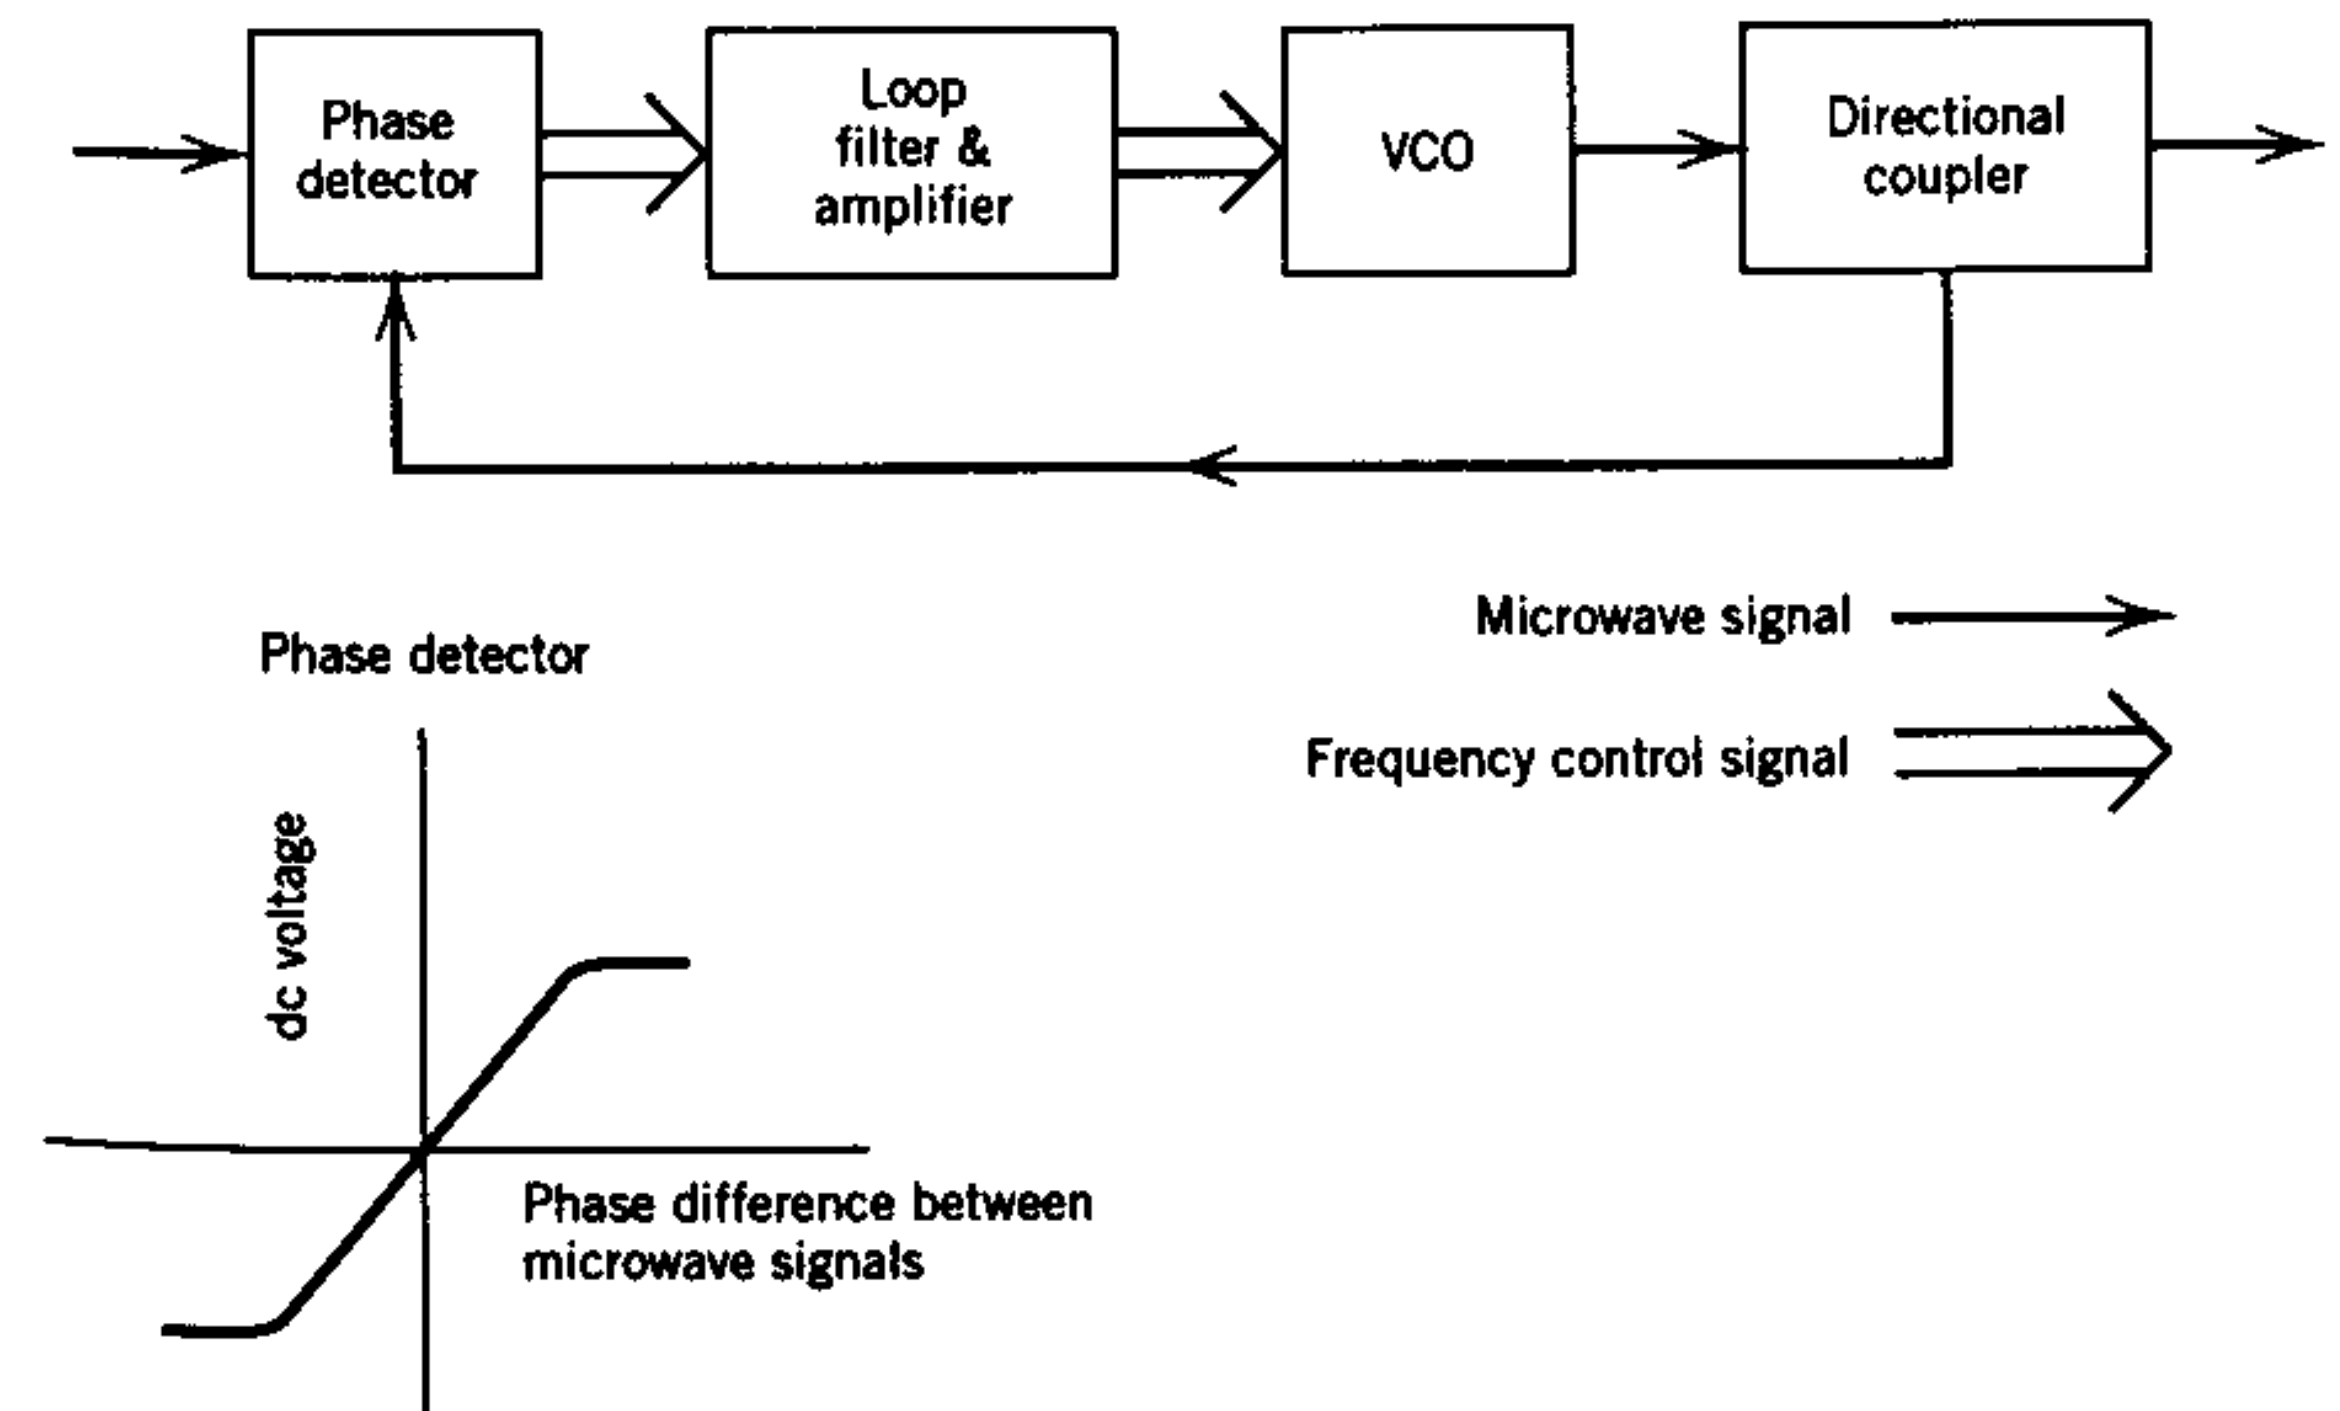 Phase
detector
Loop
filter &
amplifier
VCO
Directional
coupler
Microwave signal
Phase detector
Frequency control signal
dc voltage
Phase difference between
microwave signals